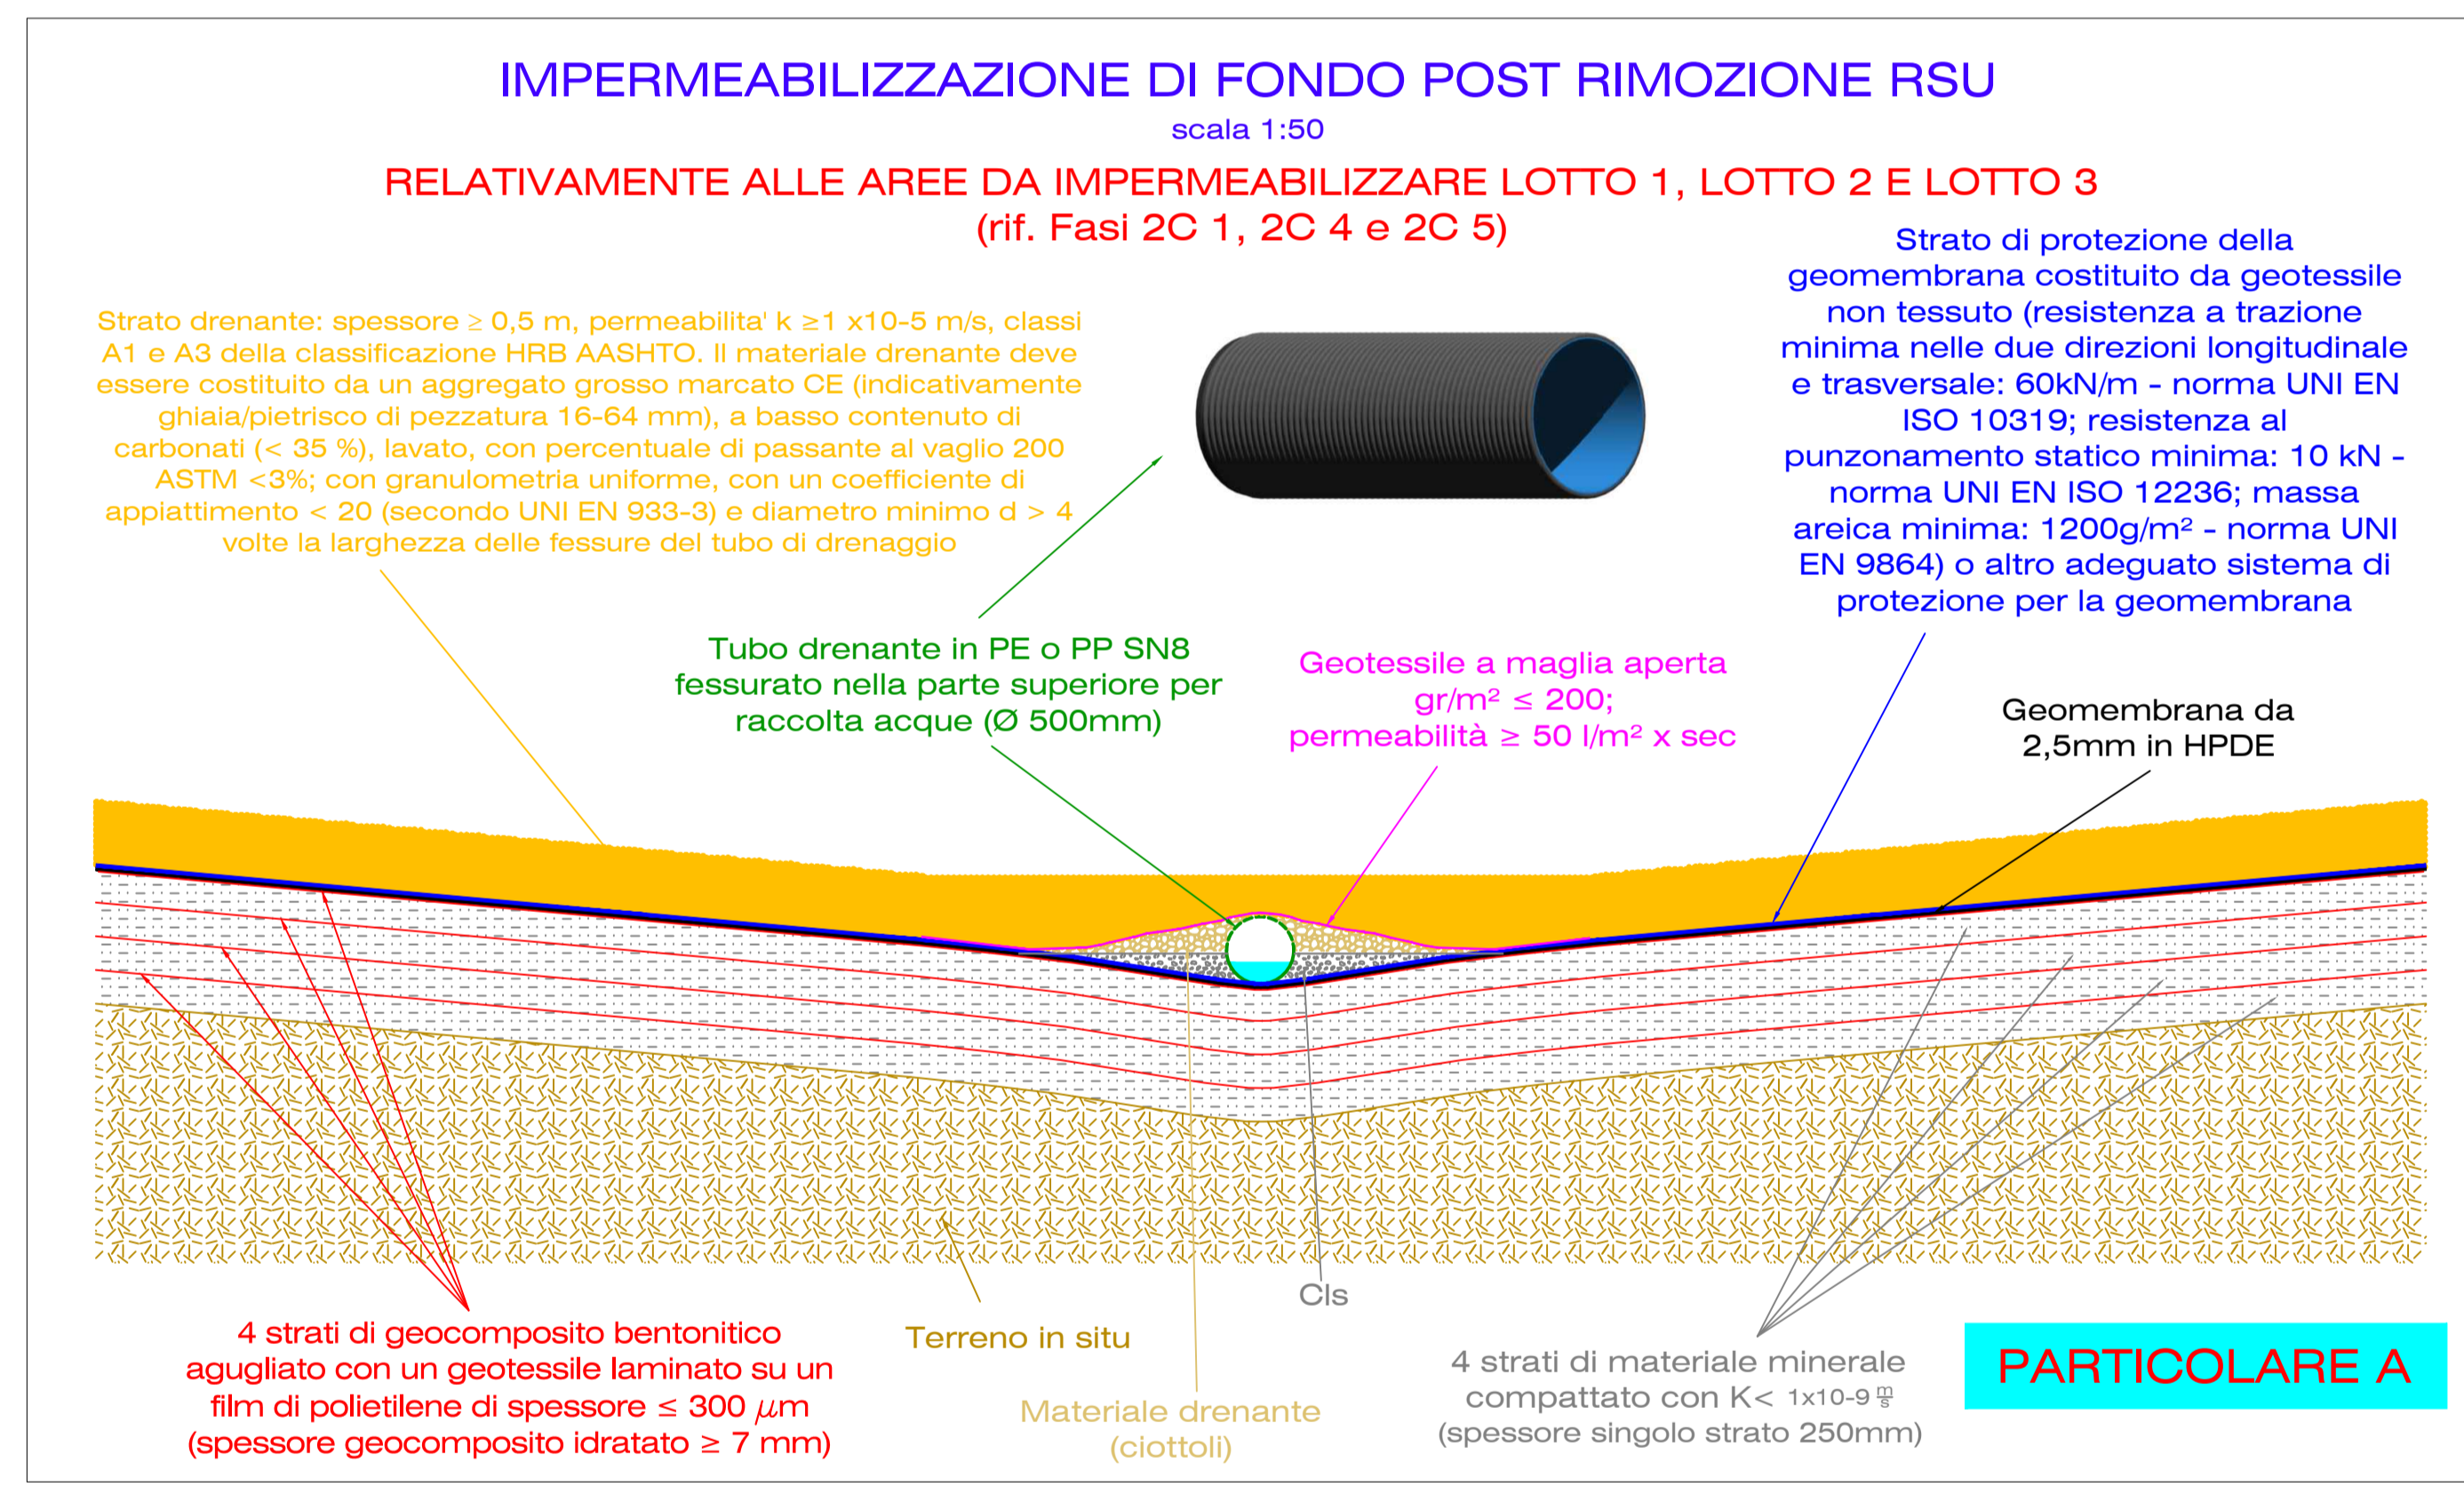 IMPERMEABILIZZAZIONE DI FONDO POST RIMOZIONE RSU
scala 1:50
RELATIVAMENTE ALLE AREE DA IMPERMEABILIZZARE LOTTO 1, LOTTO 2 E LOTTO 3
(rif. Fasi 2C 1, 2C 4 e 2C 5)
Strato drenante: spessore ≥ 0,5 m, permeabilita' k ≥1 x10-5 m/s, classi
A1 e A3 della classificazione HRB AASHTO. Il materiale drenante deve
essere costituito da un aggregato grosso marcato CE (indicativamente
ghiaia/pietrisco di pezzatura 16-64 mm), a basso contenuto di
carbonati (< 35 %), lavato, con percentuale di passante al vaglio 200
ASTM <3%; con granulometria uniforme, con un coefficiente di
appiattimento < 20 (secondo UNI EN 933-3) e diametro minimo d > 4
volte la larghezza delle fessure del tubo di drenaggio
Strato di protezione della
geomembrana costituito da geotessile
non tessuto (resistenza a trazione
minima nelle due direzioni longitudinale
e trasversale: 60kN/m - norma UNI EN
ISO 10319; resistenza al
punzonamento statico minima: 10 kN -
norma UNI EN ISO 12236; massa
areica minima: 1200g/m² - norma UNI
EN 9864) o altro adeguato sistema di
protezione per la geomembrana
Tubo drenante in PE o PP SN8
fessurato nella parte superiore per
raccolta acque (Ø 500mm)
Geotessile a maglia aperta
gr/m² ≤ 200;
permeabilità ≥ 50 l/m² x sec
Geomembrana da
2,5mm in HPDE
4 strati di geocomposito bentonitico
agugliato con un geotessile laminato su un
film di polietilene di spessore ≤ 300 μm
(spessore geocomposito idratato ≥ 7 mm)
Terreno in situ
Materiale drenante
(ciottoli)
Cls
4 strati di materiale minerale
compattato con K< 1x10-9 m/s
(spessore singolo strato 250mm)
PARTICOLARE A